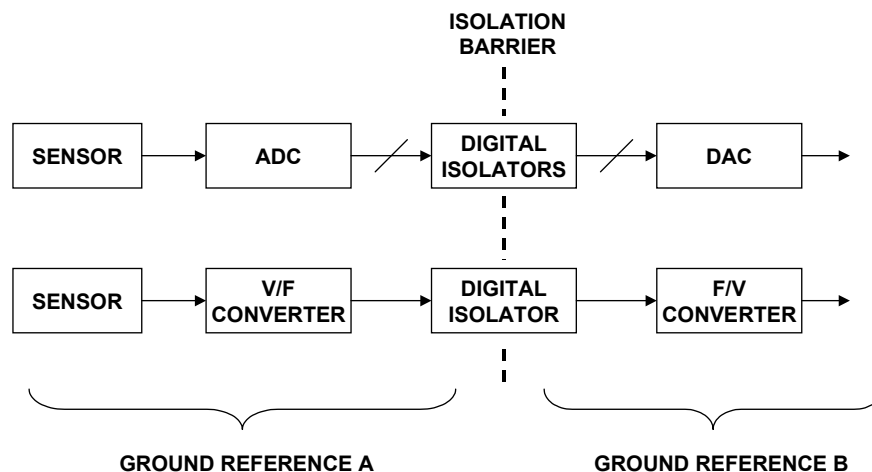 ISOLATION
BARRIER
SENSOR
ADC
DIGITAL
ISOLATORS
DAC
SENSOR
V/F
CONVERTER
DIGITAL
ISOLATOR
F/V
CONVERTER
GROUND REFERENCE A
GROUND REFERENCE B